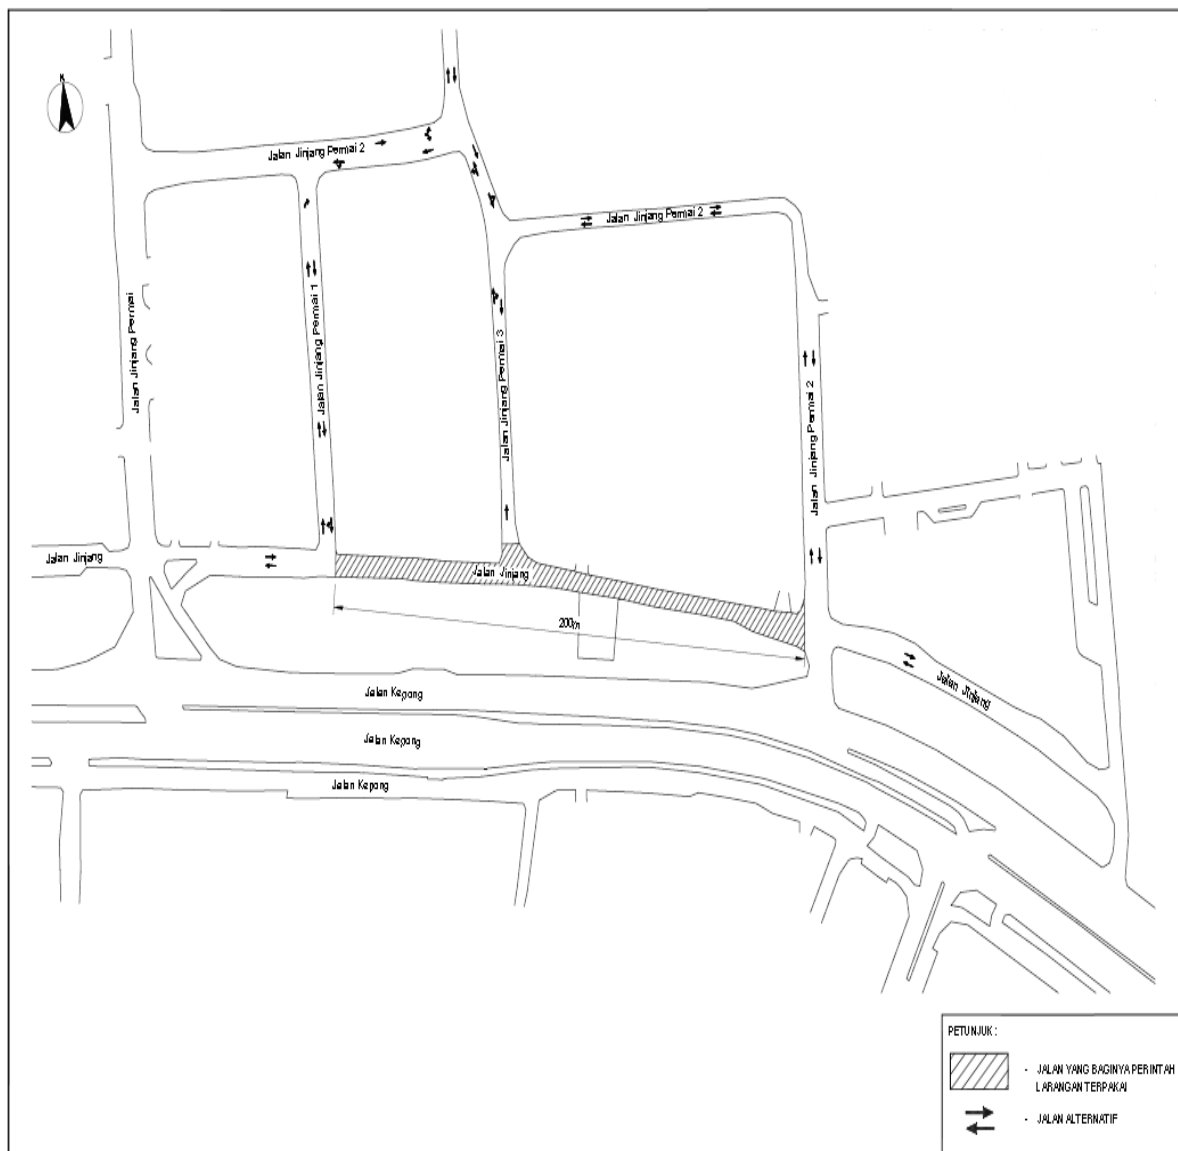 Jalan Jinjang Permai 2
Jalan Jinjang Permai 2
Jalan Jinjang Permai
Jalan Jinjang Permai 1
Jalan Jinjang Permai 3
Jalan Jinjang Permai 2
Jalan Jinjang
Jalan Jinjang
200m
Jalan Jinjang
Jalan Kepong
Jalan Kepong
Jalan Kepong
PETUNJUK :
- JALAN YANG BAGINYA PERINTAH
LARANGAN TERPAKAI
- JALAN ALTERNATIF